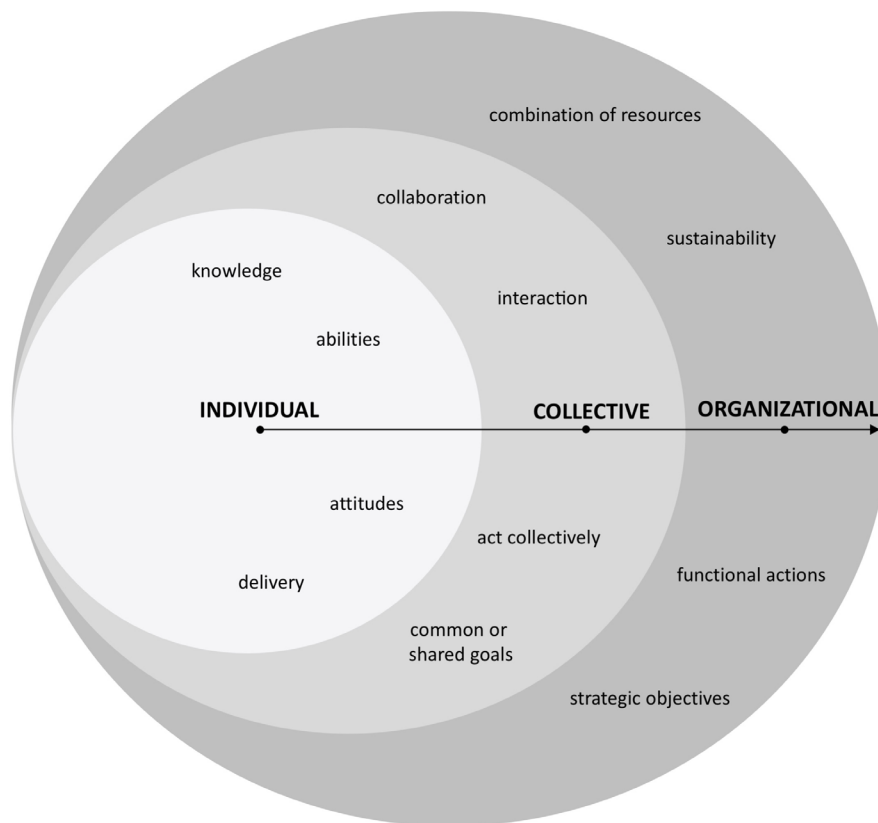 combination of resources
collaboration
sustainability
knowledge
interaction
abilities
INDIVIDUAL
COLLECTIVE
ORGANIZATIONAL
attitudes
act collectively
functional actions
delivery
common or
shared goals
strategic objectives